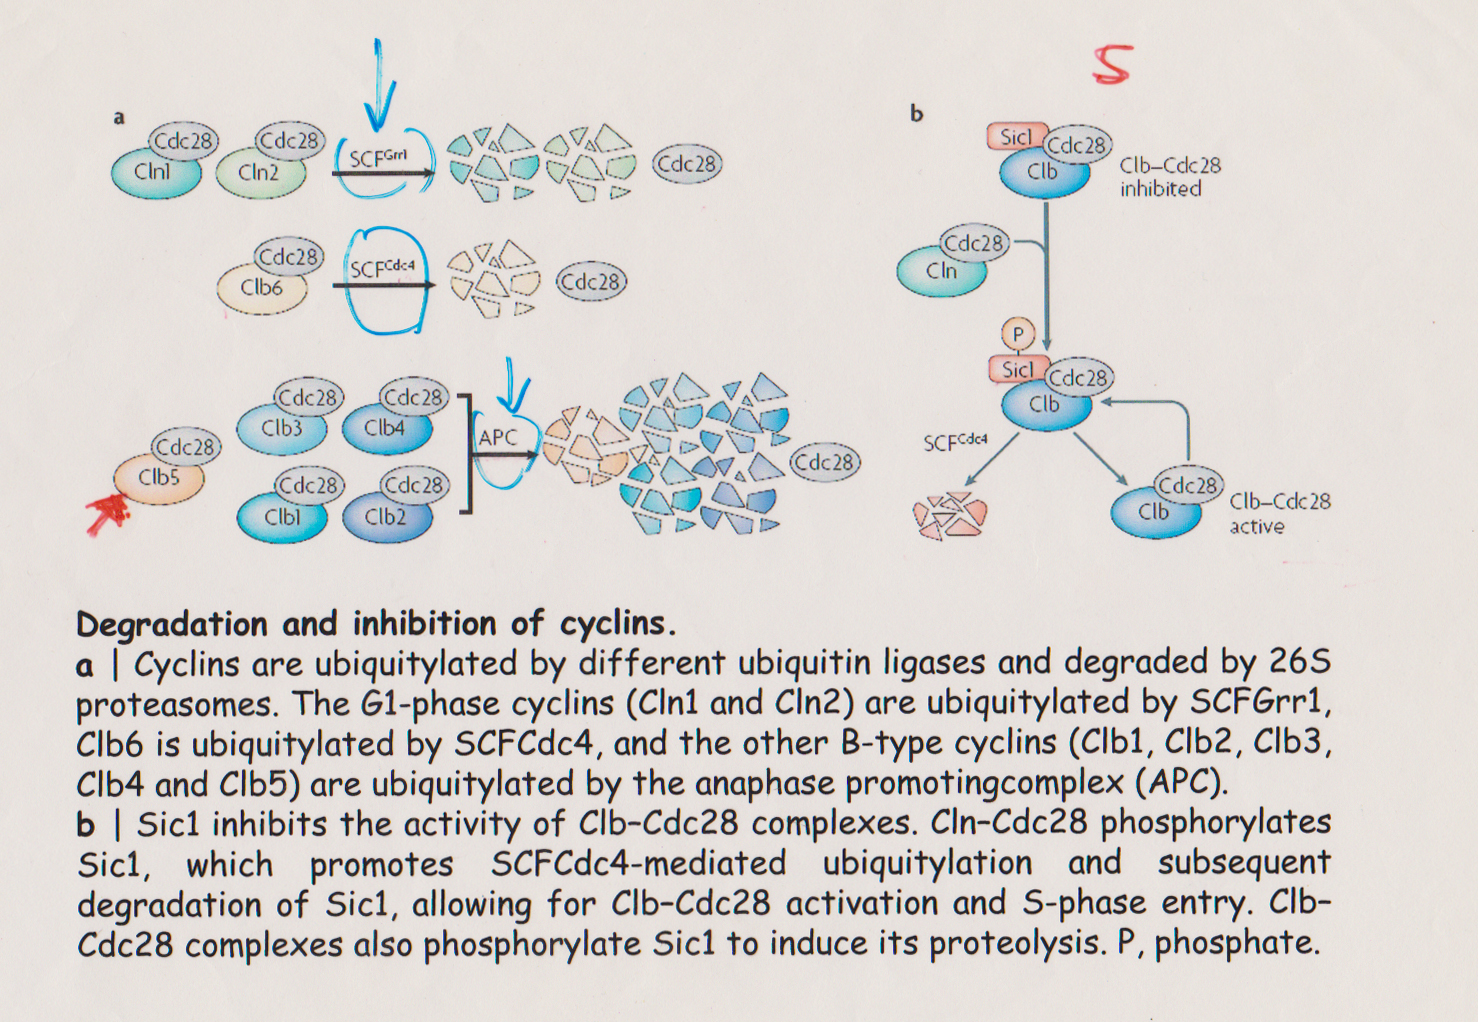 S
a
b
Cdc28
Cdc28
Cln1
Cln2
SCFGrr1
Cdc28
Cdc28
Clb6
SCFCdc4
Cdc28
Cdc28
Cdc28
Clb3
Clb4
Cdc28
Clb5
APC
Cdc28
Cdc28
Cdc28
Clb1
Clb2
Sic1
Cdc28
Clb
Clb–Cdc28
inhibited
Cdc28
Cln
P
Sic1
Cdc28
Clb
SCFCdc4
Cdc28
Clb
Clb–Cdc28
active
Degradation and inhibition of cyclins.
a | Cyclins are ubiquitylated by different ubiquitin ligases and degraded by 26S
proteasomes. The G1-phase cyclins (Cln1 and Cln2) are ubiquitylated by SCFGrr1,
Clb6 is ubiquitylated by SCFCdc4, and the other B-type cyclins (Clb1, Clb2, Clb3,
Clb4 and Clb5) are ubiquitylated by the anaphase promotingcomplex (APC).
b | Sic1 inhibits the activity of Clb-Cdc28 complexes. Cln-Cdc28 phosphorylates
Sic1, which promotes SCFCdc4-mediated ubiquitylation and subsequent
degradation of Sic1, allowing for Clb-Cdc28 activation and S-phase entry. Clb-
Cdc28 complexes also phosphorylate Sic1 to induce its proteolysis. P, phosphate.